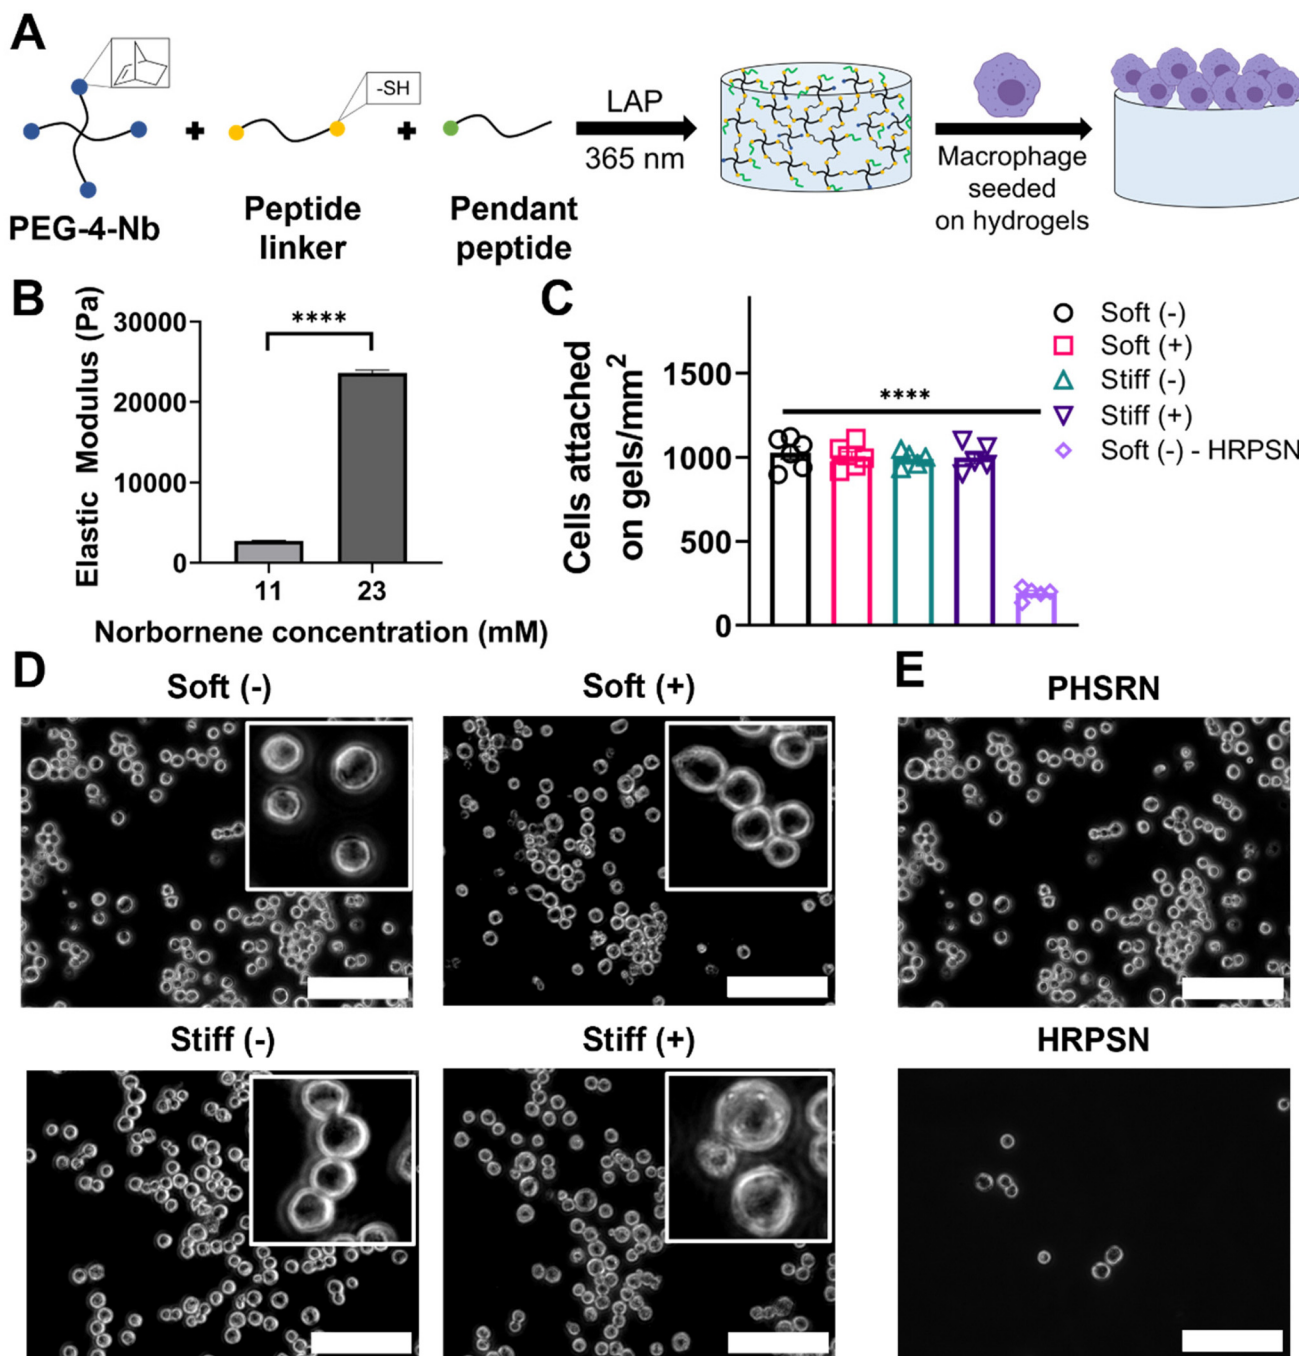 A
-SH
PEG-4-Nb
+
Peptide
linker
+
Pendant
peptide
LAP
365 nm
Macrophage
seeded
on hydrogels
B
Elastic Modulus (Pa)
30000
20000
10000
0
****
11
23
Norbornene concentration (mM)
C
Cells attached
on gels/mm²
1500
1000
500
0
****
Soft (-)
Soft (+)
Stiff (-)
Stiff (+)
Soft (-) - HRPSN
D
Soft (-)
Soft (+)
Stiff (-)
Stiff (+)
E
PHSRN
HRPSN